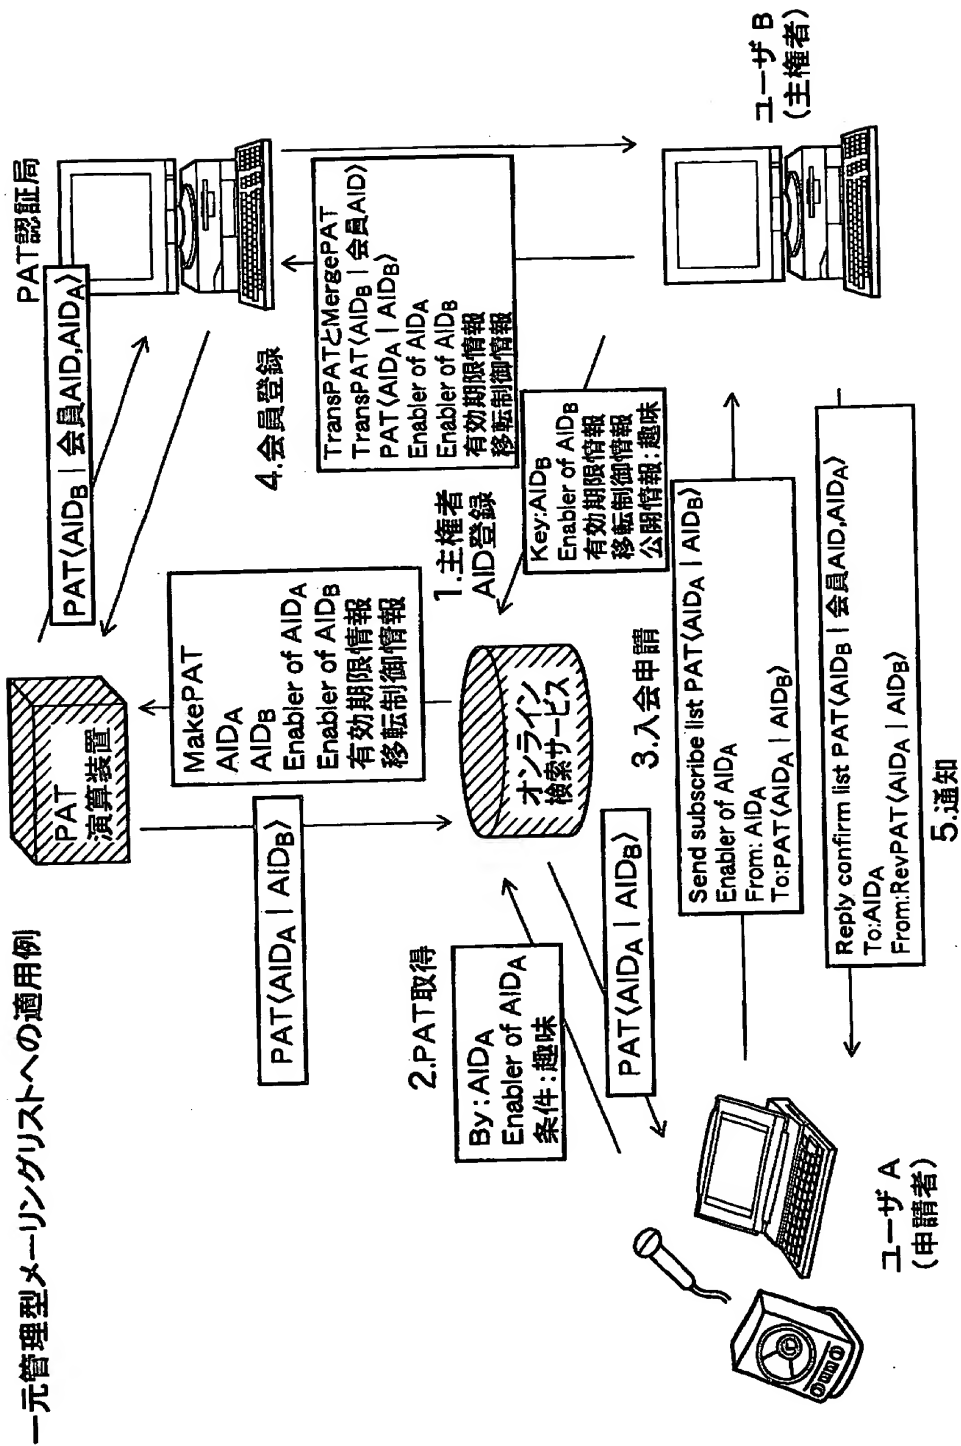 一元管理型メーリングリストへの適用例
PAT
演算装置
PAT認証局
PAT〈AIDB | 会員AID,AIDA〉
PAT〈AIDA | AIDB〉
MakePAT
AIDA
AIDB
Enabler of AIDA
Enabler of AIDB
有効期限情報
移転制御情報
4.会員登録
TransPATとMergePAT
TransPAT〈AIDB | 会員AID〉
PAT〈AIDA | AIDB〉
Enabler of AIDA
Enabler of AIDB
有効期限情報
移転制御情報
2.PAT取得
By:AIDA
Enabler of AIDA
条件:趣味
オンライン
検索サービス
1.主権者
AID登録
Key:AIDB
Enabler of AIDB
有効期限情報
移転制御情報
公開情報:趣味
PAT〈AIDA | AIDB〉
3.入会申請
Send subscribe list PAT〈AIDA | AIDB〉
Enabler of AIDA
From: AIDA
To:PAT〈AIDA | AIDB〉
Reply confirm list PAT〈AIDB | 会員AID,AIDA〉
To:AIDA
From:RevPAT〈AIDA | AIDB〉
5.通知
ユーザ A
(申請者)
ユーザ B
(主権者)